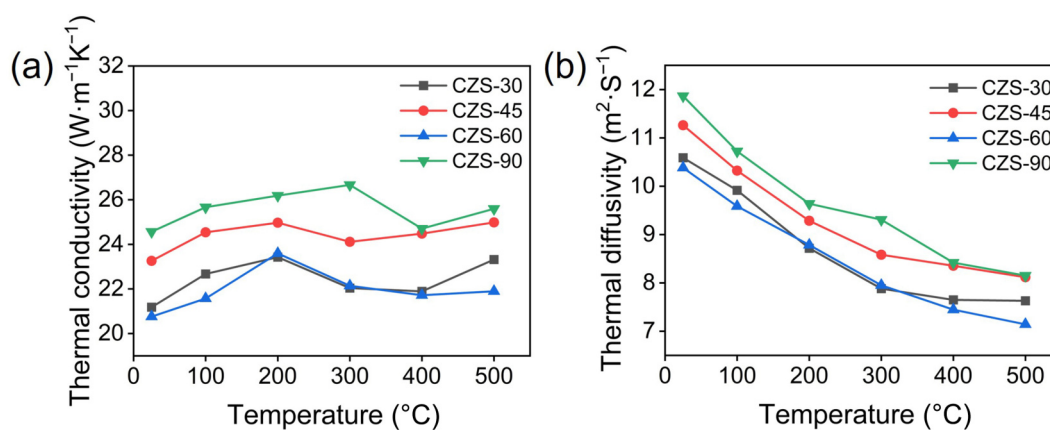 (a)
Thermal conductivity (W·m⁻¹K⁻¹)
32
30
28
26
24
22
20
CZS-30
CZS-45
CZS-60
CZS-90
0 100 200 300 400 500
Temperature (°C)
(b)
Thermal diffusivity (m²·S⁻¹)
12
11
10
9
8
7
CZS-30
CZS-45
CZS-60
CZS-90
0 100 200 300 400 500
Temperature (°C)